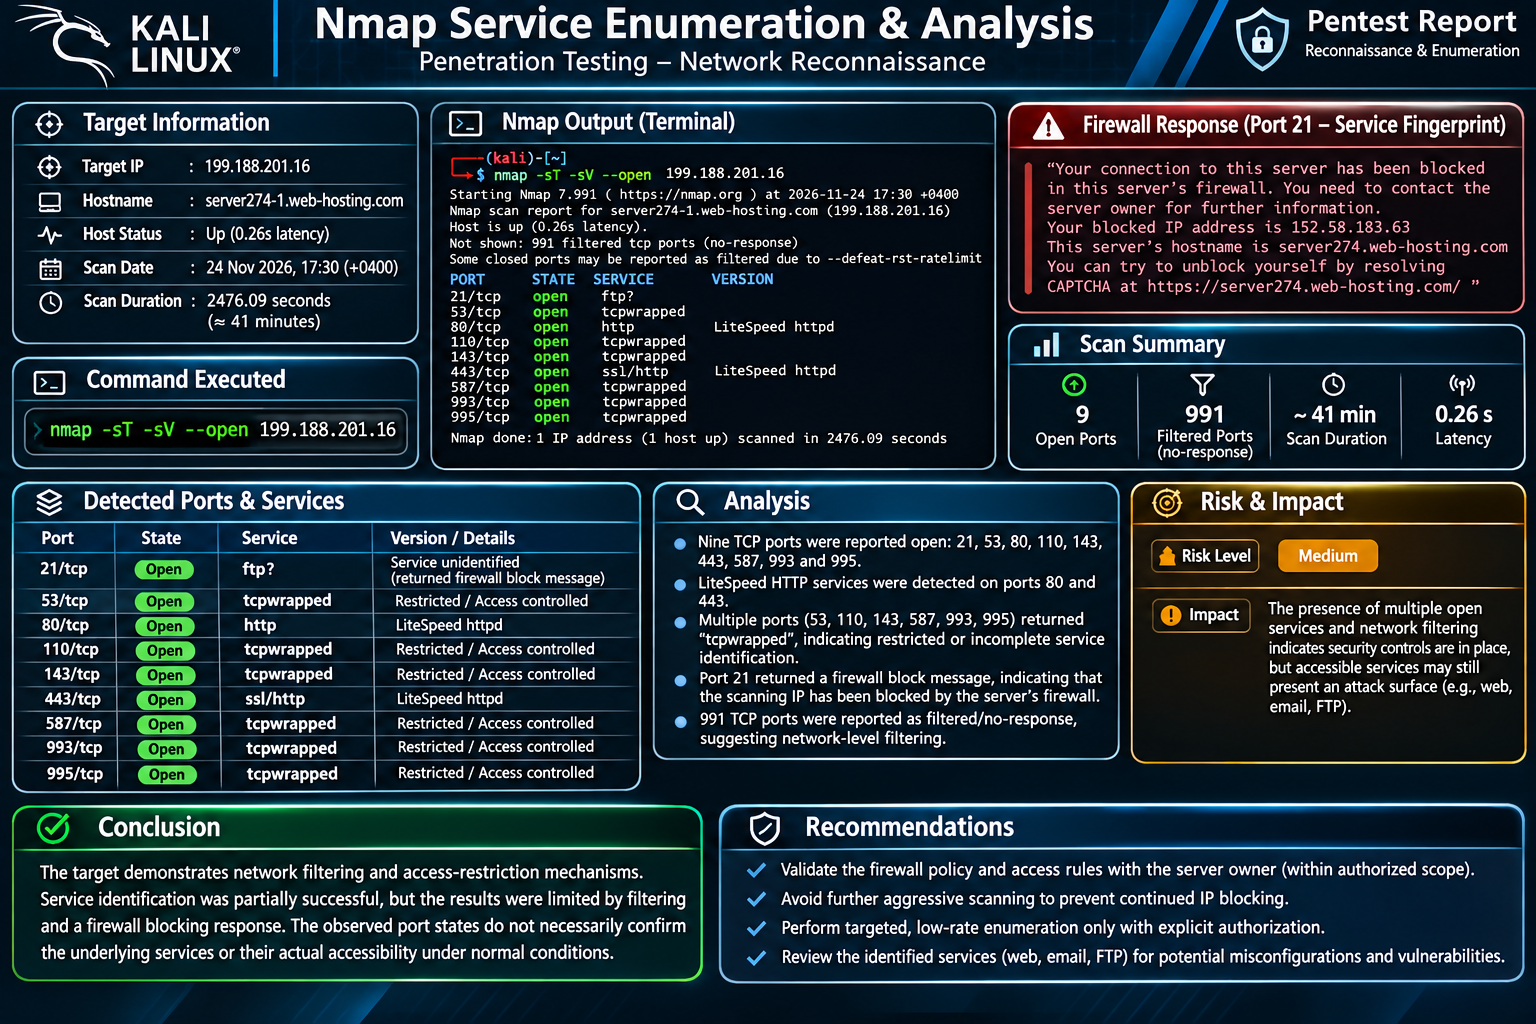 KALI
LINUX®
Nmap Service Enumeration & Analysis
Penetration Testing – Network Reconnaissance
Pentest Report
Reconnaissance & Enumeration
Target Information
Target IP : 199.188.201.16
Hostname : server274-1.web-hosting.com
Host Status : Up (0.26s latency)
Scan Date : 24 Nov 2026, 17:30 (+0400)
Scan Duration : 2476.09 seconds
(≈ 41 minutes)
Command Executed
nmap -sT -sV --open 199.188.201.16
Nmap Output (Terminal)
(kali)-[~]
$ nmap -sT -sV --open 199.188.201.16
Starting Nmap 7.991 ( https://nmap.org ) at 2026-11-24 17:30 +0400
Nmap scan report for server274-1.web-hosting.com (199.188.201.16)
Host is up (0.26s latency).
Not shown: 991 filtered tcp ports (no-response)
Some closed ports may be reported as filtered due to --defeat-rst-ratelimit
PORT STATE SERVICE VERSION
21/tcp open ftp?
53/tcp open tcpwrapped
80/tcp open http LiteSpeed httpd
110/tcp open tcpwrapped
143/tcp open tcpwrapped
443/tcp open ssl/http LiteSpeed httpd
587/tcp open tcpwrapped
993/tcp open tcpwrapped
995/tcp open tcpwrapped
Nmap done: 1 IP address (1 host up) scanned in 2476.09 seconds
Firewall Response (Port 21 – Service Fingerprint)
“Your connection to this server has been blocked
in this server’s firewall. You need to contact the
server owner for further information.
Your blocked IP address is 152.58.183.63
This server’s hostname is server274.web-hosting.com
You can try to unblock yourself by resolving
CAPTCHA at https://server274.web-hosting.com/ ”
Scan Summary
9
Open Ports
991
Filtered Ports
(no-response)
~ 41 min
Scan Duration
0.26 s
Latency
Detected Ports & Services
Port State Service Version / Details
21/tcp Open ftp? Service unidentified
(returned firewall block message)
53/tcp Open tcpwrapped Restricted / Access controlled
80/tcp Open http LiteSpeed httpd
110/tcp Open tcpwrapped Restricted / Access controlled
143/tcp Open tcpwrapped Restricted / Access controlled
443/tcp Open ssl/http LiteSpeed httpd
587/tcp Open tcpwrapped Restricted / Access controlled
993/tcp Open tcpwrapped Restricted / Access controlled
995/tcp Open tcpwrapped Restricted / Access controlled
Analysis
Nine TCP ports were reported open: 21, 53, 80, 110, 143,
443, 587, 993 and 995.
LiteSpeed HTTP services were detected on ports 80 and
443.
Multiple ports (53, 110, 143, 587, 993, 995) returned
“tcpwrapped”, indicating restricted or incomplete service
identification.
Port 21 returned a firewall block message, indicating that
the scanning IP has been blocked by the server’s firewall.
991 TCP ports were reported as filtered/no-response,
suggesting network-level filtering.
Risk & Impact
Risk Level Medium
Impact
The presence of multiple open
services and network filtering
indicates security controls are in place,
but accessible services may still
present an attack surface (e.g., web,
email, FTP).
Conclusion
The target demonstrates network filtering and access-restriction mechanisms.
Service identification was partially successful, but the results were limited by filtering
and a firewall blocking response. The observed port states do not necessarily confirm
the underlying services or their actual accessibility under normal conditions.
Recommendations
Validate the firewall policy and access rules with the server owner (within authorized scope).
Avoid further aggressive scanning to prevent continued IP blocking.
Perform targeted, low-rate enumeration only with explicit authorization.
Review the identified services (web, email, FTP) for potential misconfigurations and vulnerabilities.